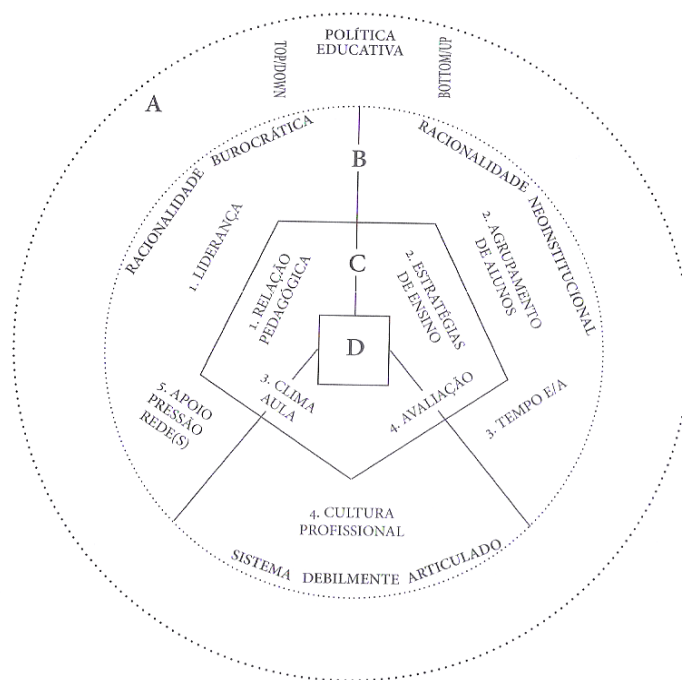 POLÍTICA
EDUCATIVA
TOP/DOWN
BOTTOM/UP
A
RACIONALIDADE BUROCRÁTICA
RACIONALIDADE NEOINSTITUCIONAL
B
1. LIDERANÇA
2. AGRUPAMENTO
DE ALUNOS
C
1. RELAÇÃO
PEDAGÓGICA
2. ESTRATÉGIAS
DE ENSINO
D
3. CLIMA
AULA
4. AVALIAÇÃO
5. APOIO
PRESSÃO
REDE(S)
3. TEMPO E/A
4. CULTURA
PROFISSIONAL
SISTEMA DEBILMENTE ARTICULADO